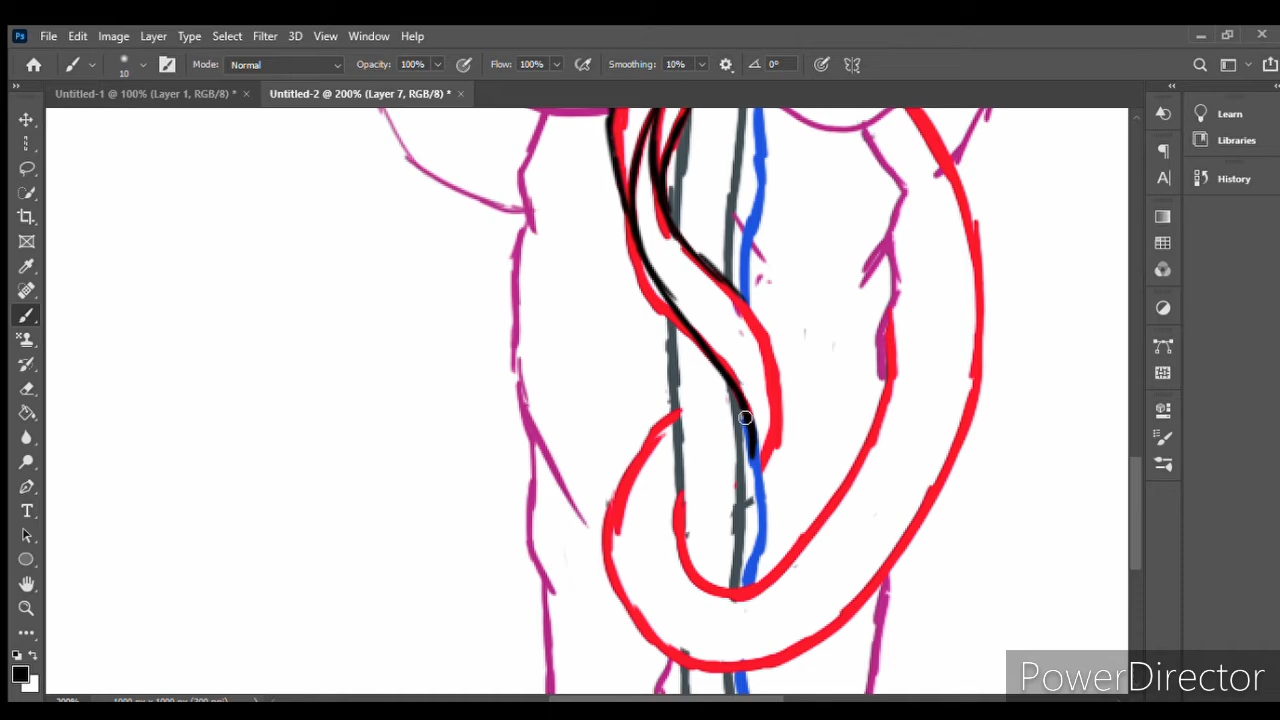 Ps File Edit Image Layer Type Select Filter 3D View Window Help
10 Mode: Normal Opacity: 100% Flow: 100% Smoothing: 10% 0°
Untitled-1 @ 100% (Layer 1, RGB/8) * × Untitled-2 @ 200% (Layer 7, RGB/8) * ×
Learn
Libraries
History
PowerDirector